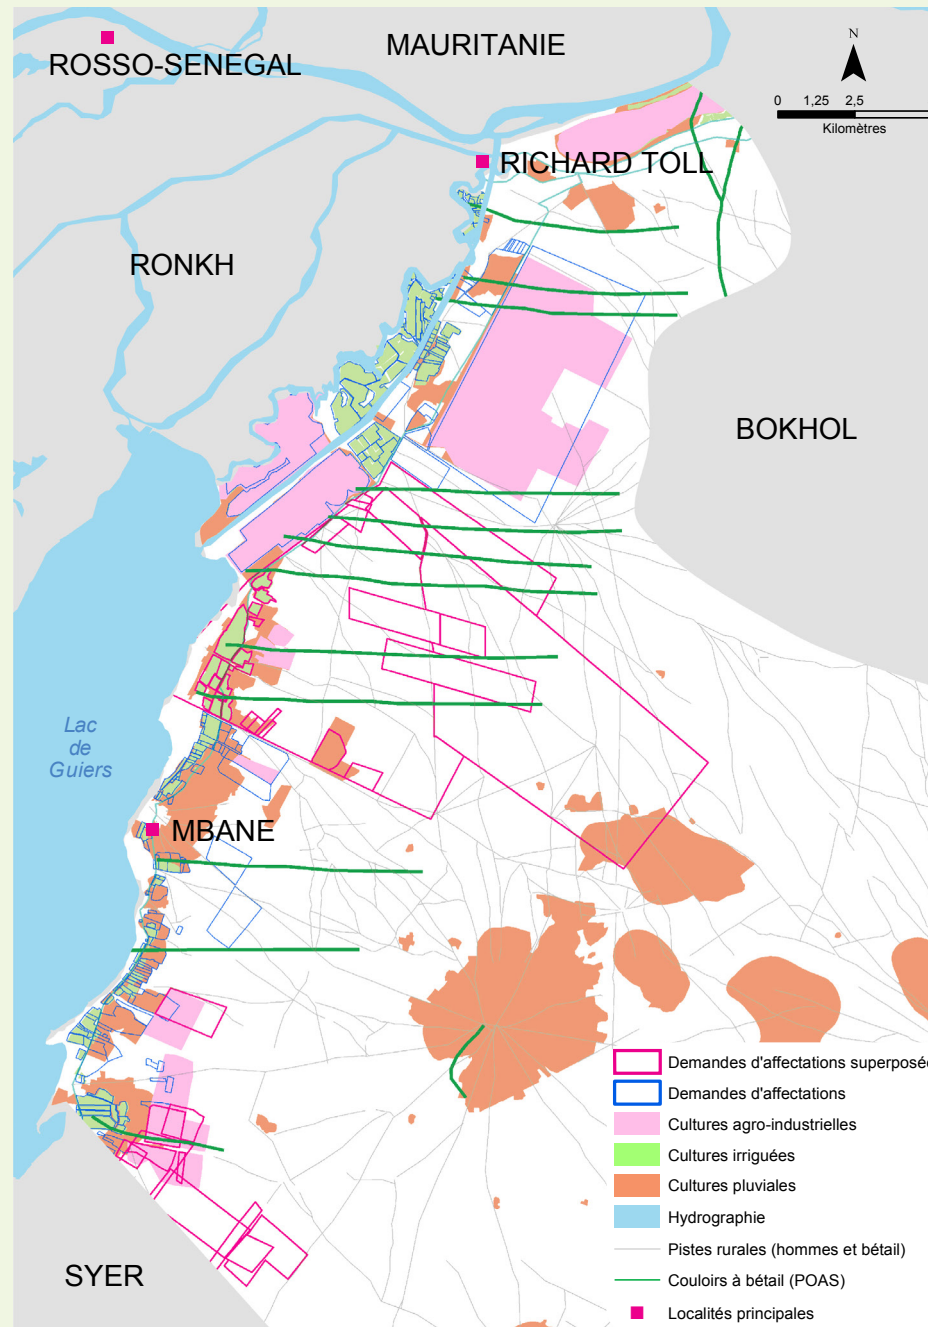 MAURITANIE
ROSSO-SENEGAL
N
0 1,25 2,5
Kilomètres
RICHARD TOLL
RONKH
BOKHOL
Lac
de
Guiers
MBANE
SYER
Demandes d'affectations superposée
Demandes d'affectations
Cultures agro-industrielles
Cultures irriguées
Cultures pluviales
Hydrographie
Pistes rurales (hommes et bétail)
Couloirs à bétail (POAS)
Localités principales